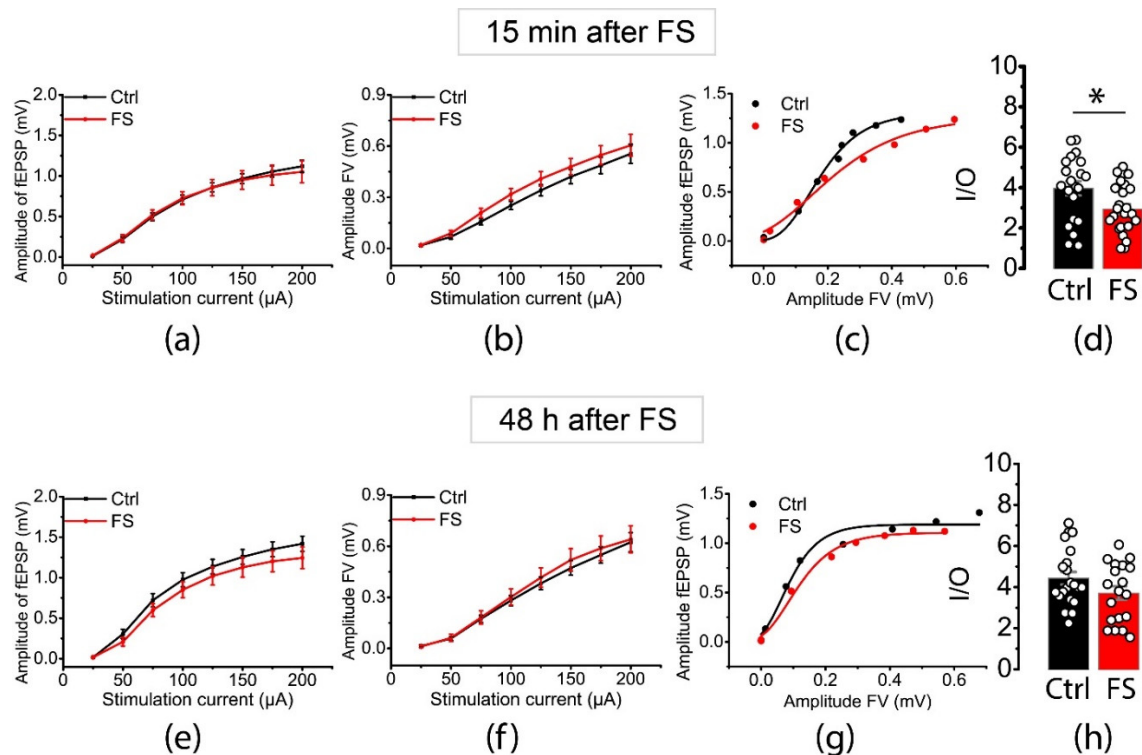 15 min after FS
Ctrl
FS
Amplitude of fEPSP (mV)
2.0
1.5
1.0
0.5
0.0
0 50 100 150 200
Stimulation current (µA)
(a)
Ctrl
FS
Amplitude FV (mV)
0.9
0.6
0.3
0.0
0 50 100 150 200
Stimulation current (µA)
(b)
Ctrl
FS
Amplitude fEPSP (mV)
1.5
1.0
0.5
0.0
0.0 0.2 0.4 0.6
Amplitude FV (mV)
(c)
I/O
10
8
6
4
2
0
*
Ctrl FS
(d)
48 h after FS
Ctrl
FS
Amplitude of fEPSP (mV)
2.0
1.5
1.0
0.5
0.0
0 50 100 150 200
Stimulation current (µA)
(e)
Ctrl
FS
Amplitude FV (mV)
0.9
0.6
0.3
0.0
0 50 100 150 200
Stimulation current (µA)
(f)
Ctrl
FS
Amplitude fEPSP (mV)
1.5
1.0
0.5
0.0
0.0 0.2 0.4 0.6
Amplitude FV (mV)
(g)
I/O
10
8
6
4
2
0
Ctrl FS
(h)